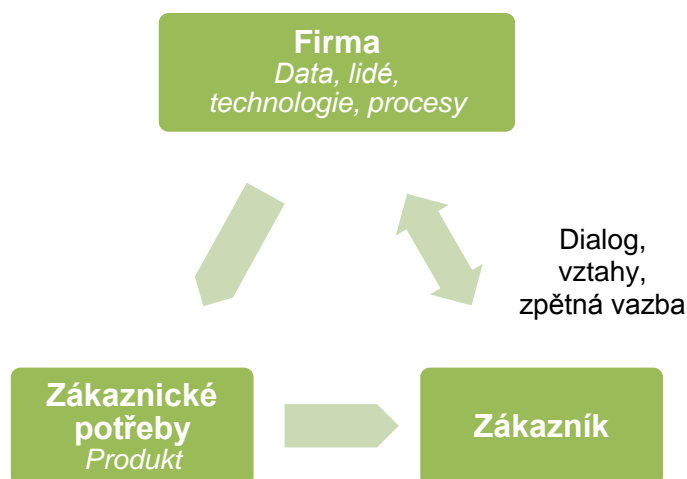 Firma
Data, lidé,
technologie, procesy
Dialog,
vztahy,
zpětná vazba
Zákaznické
potřeby
Produkt
Zákazník